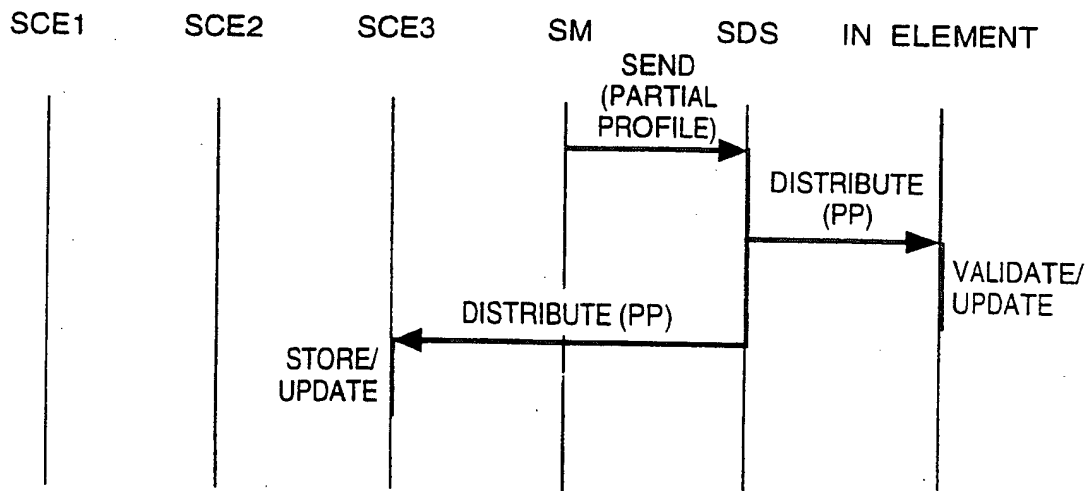 SCE1 SCE2 SCE3 SM SDS IN ELEMENT
SEND
(PARTIAL
PROFILE)
DISTRIBUTE
(PP)
VALIDATE/
UPDATE
DISTRIBUTE (PP)
STORE/
UPDATE